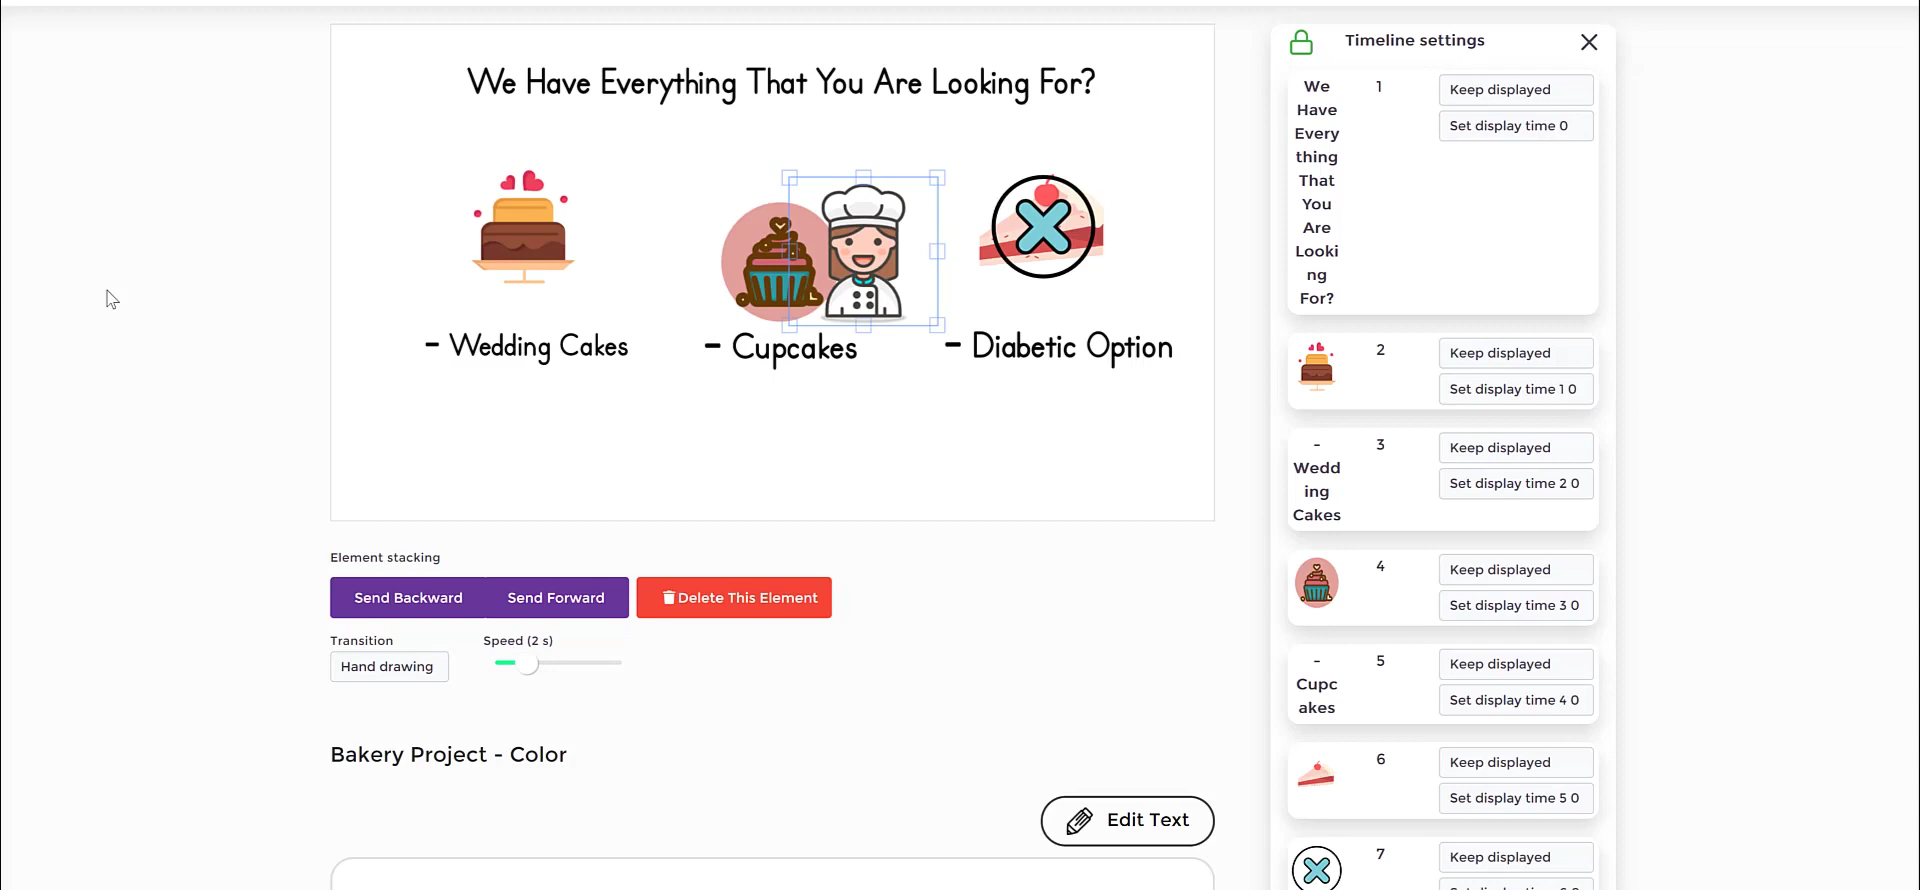 We Have Everything That You Are Looking For?
- Wedding Cakes
- Cupcakes
- Diabetic Option
Element stacking
Send Backward
Send Forward
Delete This Element
Transition
Speed (2 s)
Hand drawing
Bakery Project - Color
Edit Text
Timeline settings
We
Have
Every
thing
That
You
Are
Looki
ng
For?
1
Keep displayed
Set display time 0
2
Keep displayed
Set display time 1 0
-
Wedd
ing
Cakes
3
Keep displayed
Set display time 2 0
4
Keep displayed
Set display time 3 0
-
Cupc
akes
5
Keep displayed
Set display time 4 0
6
Keep displayed
Set display time 5 0
7
Keep displayed